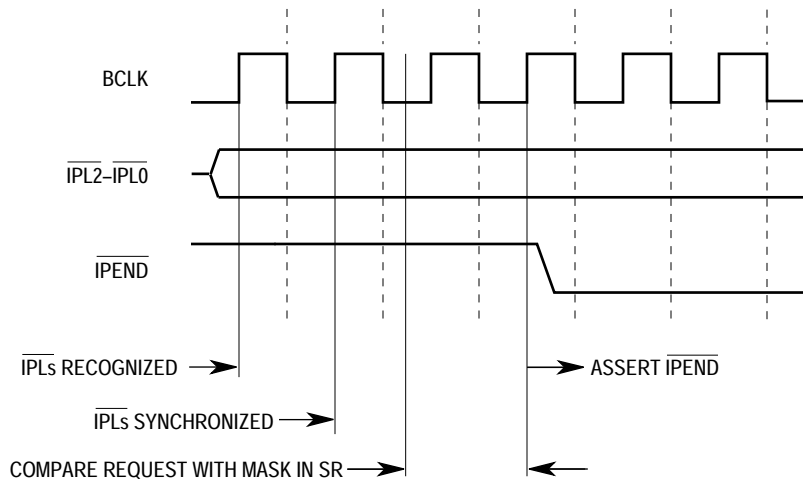 BCLK
IPL2–IPL0
IPEND
IPLs RECOGNIZED
ASSERT IPEND
IPLs SYNCHRONIZED
COMPARE REQUEST WITH MASK IN SR